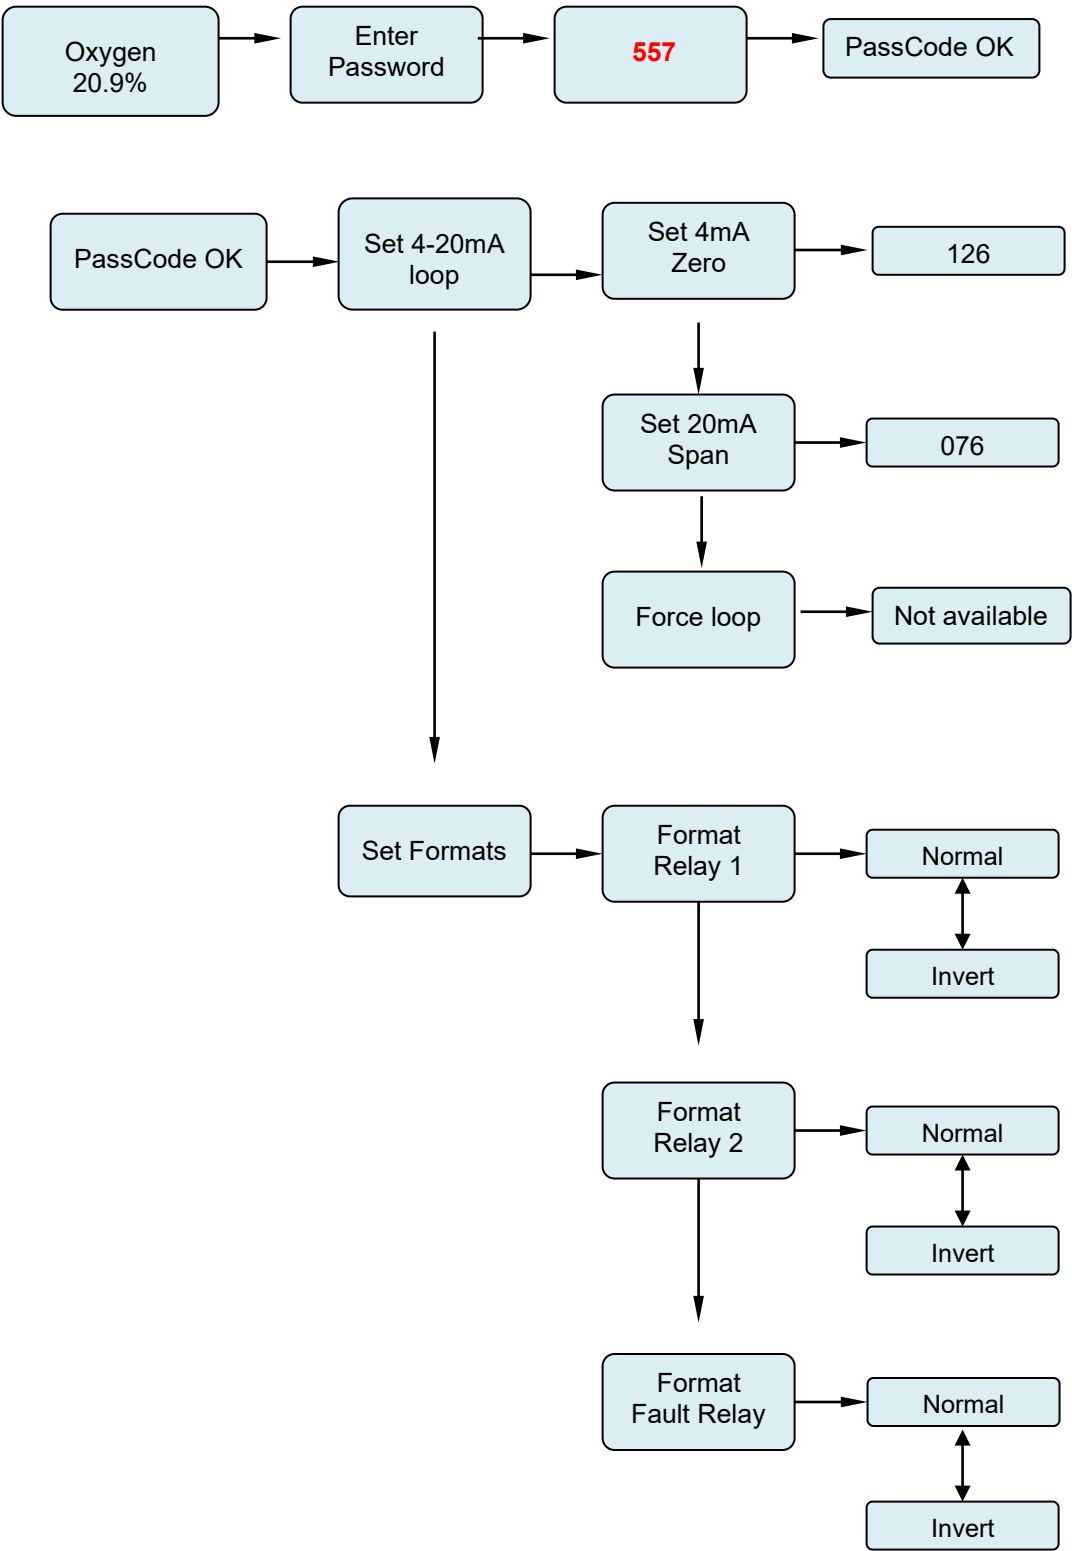 Oxygen
20.9%
Enter
Password
557
PassCode OK
PassCode OK
Set 4-20mA
loop
Set 4mA
Zero
126
Set 20mA
Span
076
Force loop
Not available
Set Formats
Format
Relay 1
Normal
Invert
Format
Relay 2
Normal
Invert
Format
Fault Relay
Normal
Invert